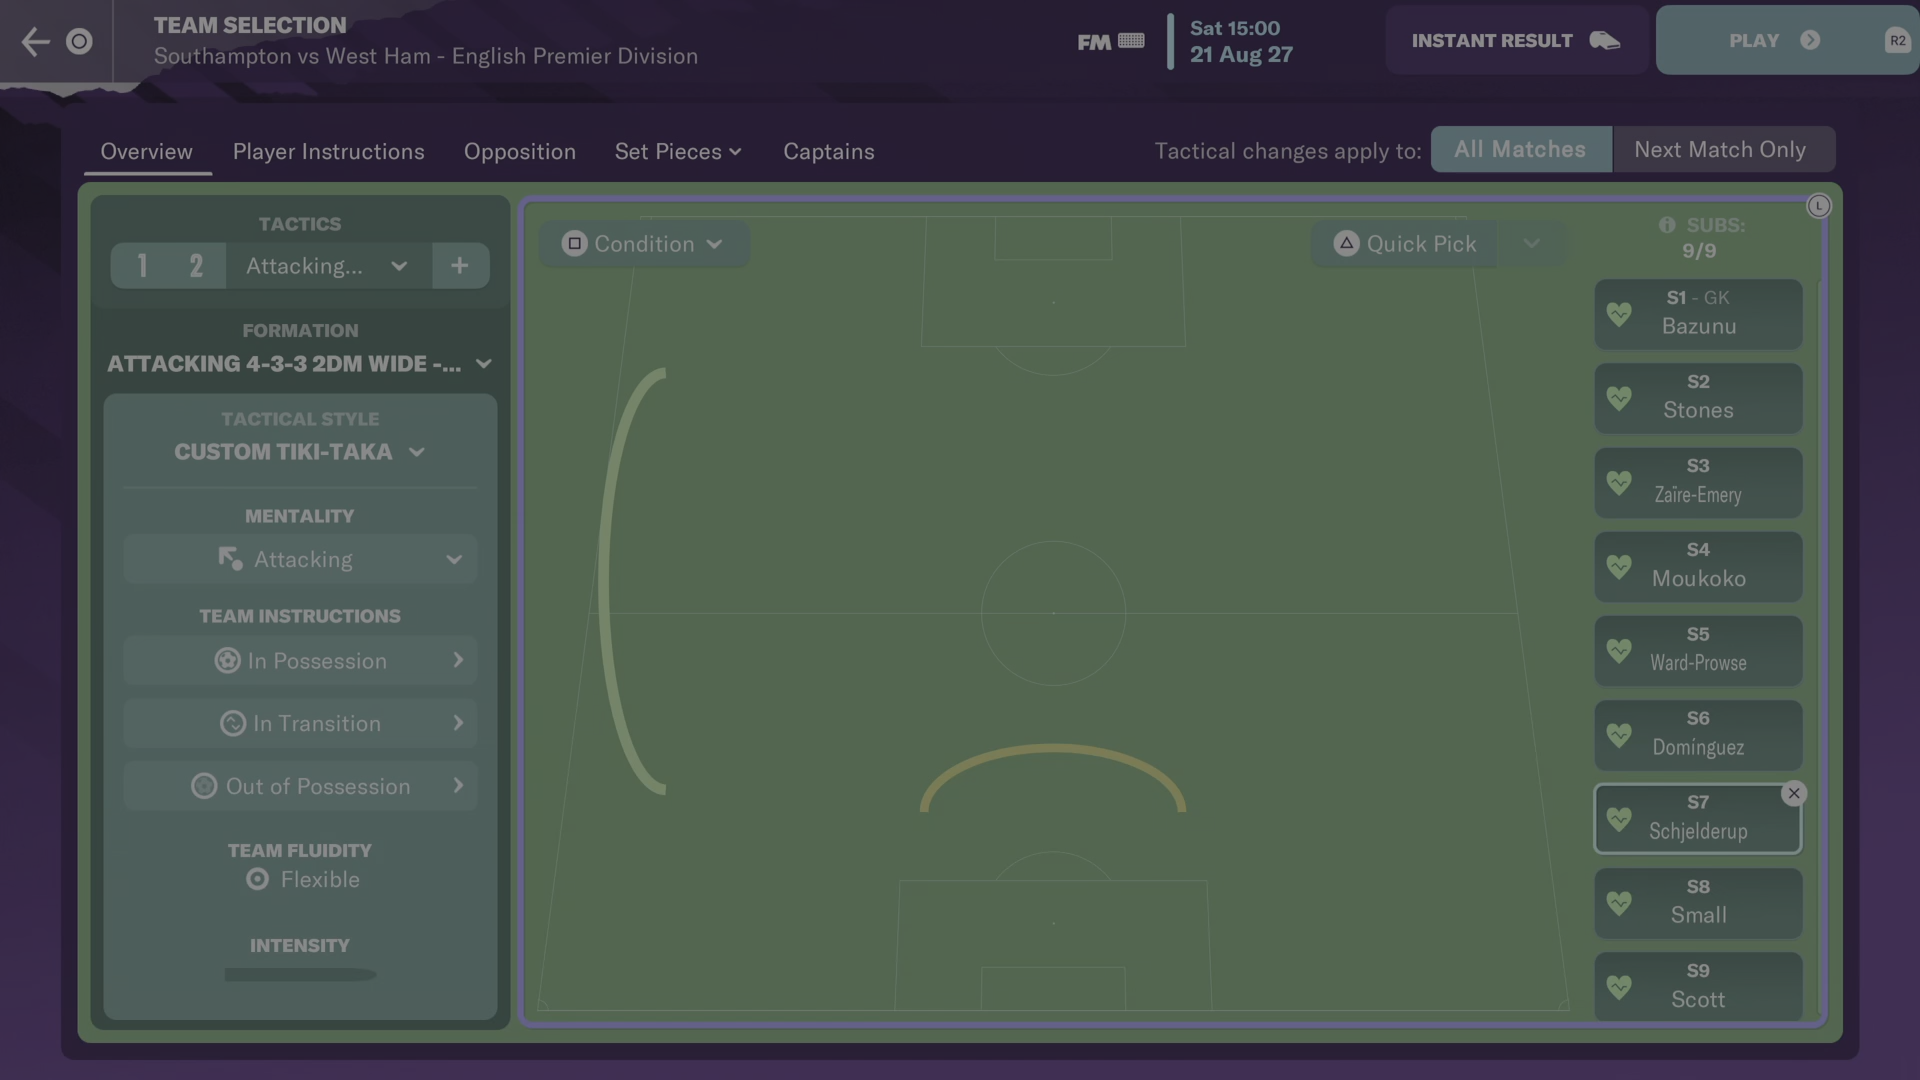 TEAM SELECTION
Southampton vs West Ham - English Premier Division
FM
Sat 15:00
21 Aug 27
INSTANT RESULT
PLAY
R2
Overview
Player Instructions
Opposition
Set Pieces
Captains
Tactical changes apply to:
All Matches
Next Match Only
TACTICS
1
2
Attacking...
+
FORMATION
ATTACKING 4-3-3 2DM WIDE -...
TACTICAL STYLE
CUSTOM TIKI-TAKA
MENTALITY
Attacking
TEAM INSTRUCTIONS
In Possession
In Transition
Out of Possession
TEAM FLUIDITY
Flexible
INTENSITY
Condition
Quick Pick
L
SUBS:
9/9
S1 - GK
Bazunu
S2
Stones
S3
Zaïre-Emery
S4
Moukoko
S5
Ward-Prowse
S6
Domínguez
S7
Schjelderup
S8
Small
S9
Scott